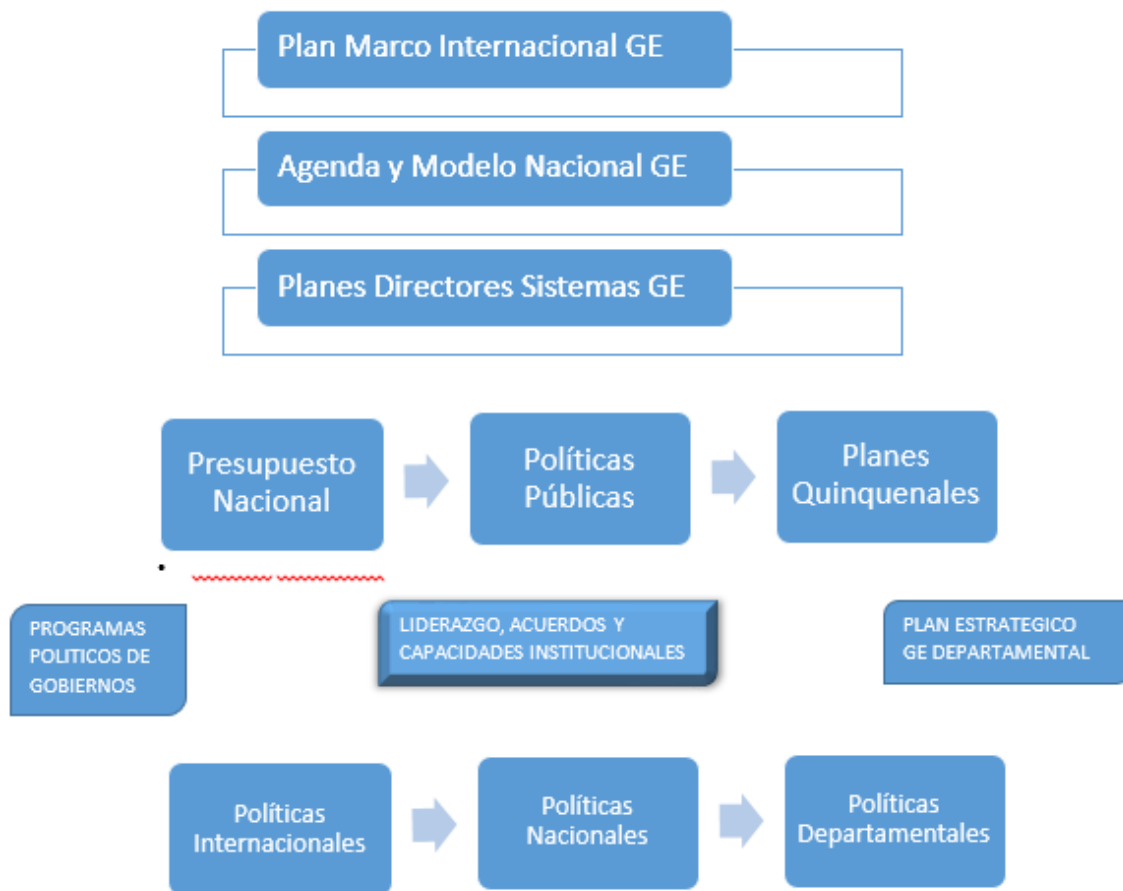 Plan Marco Internacional GE
Agenda y Modelo Nacional GE
Planes Directores Sistemas GE
Presupuesto
Nacional
Políticas
Públicas
Planes
Quinquenales
PROGRAMAS
POLITICOS DE
GOBIERNOS
LIDERAZGO, ACUERDOS Y
CAPACIDADES INSTITUCIONALES
PLAN ESTRATEGICO
GE DEPARTAMENTAL
Políticas
Internacionales
Políticas
Nacionales
Políticas
Departamentales